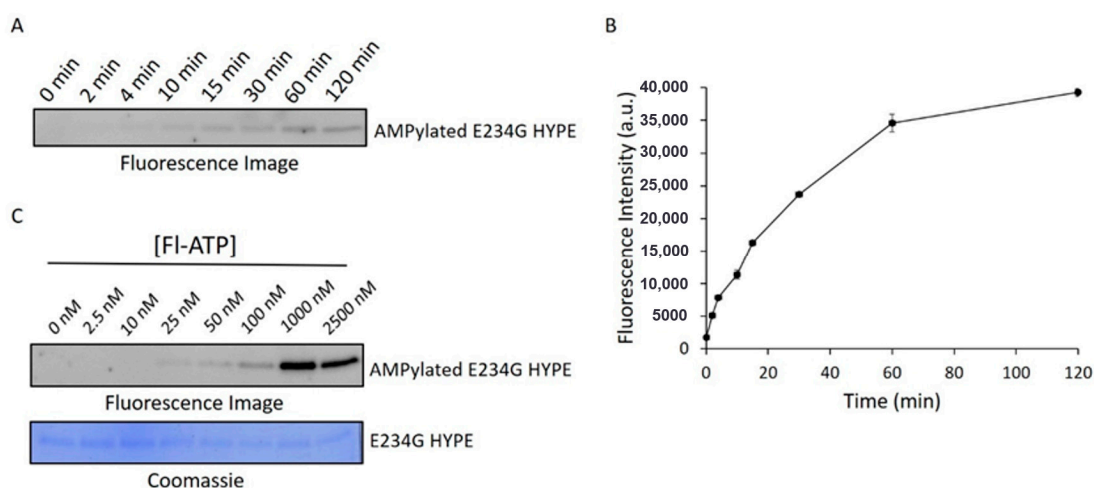 A
0 min
2 min
4 min
10 min
15 min
30 min
60 min
120 min
AMPylated E234G HYPE
Fluorescence Image
B
Fluorescence Intensity (a.u.)
40,000
35,000
30,000
25,000
20,000
15,000
10,000
5000
0
0 20 40 60 80 100 120
Time (min)
C
[Fl-ATP]
0 nM
2.5 nM
10 nM
25 nM
50 nM
100 nM
1000 nM
2500 nM
AMPylated E234G HYPE
Fluorescence Image
E234G HYPE
Coomassie